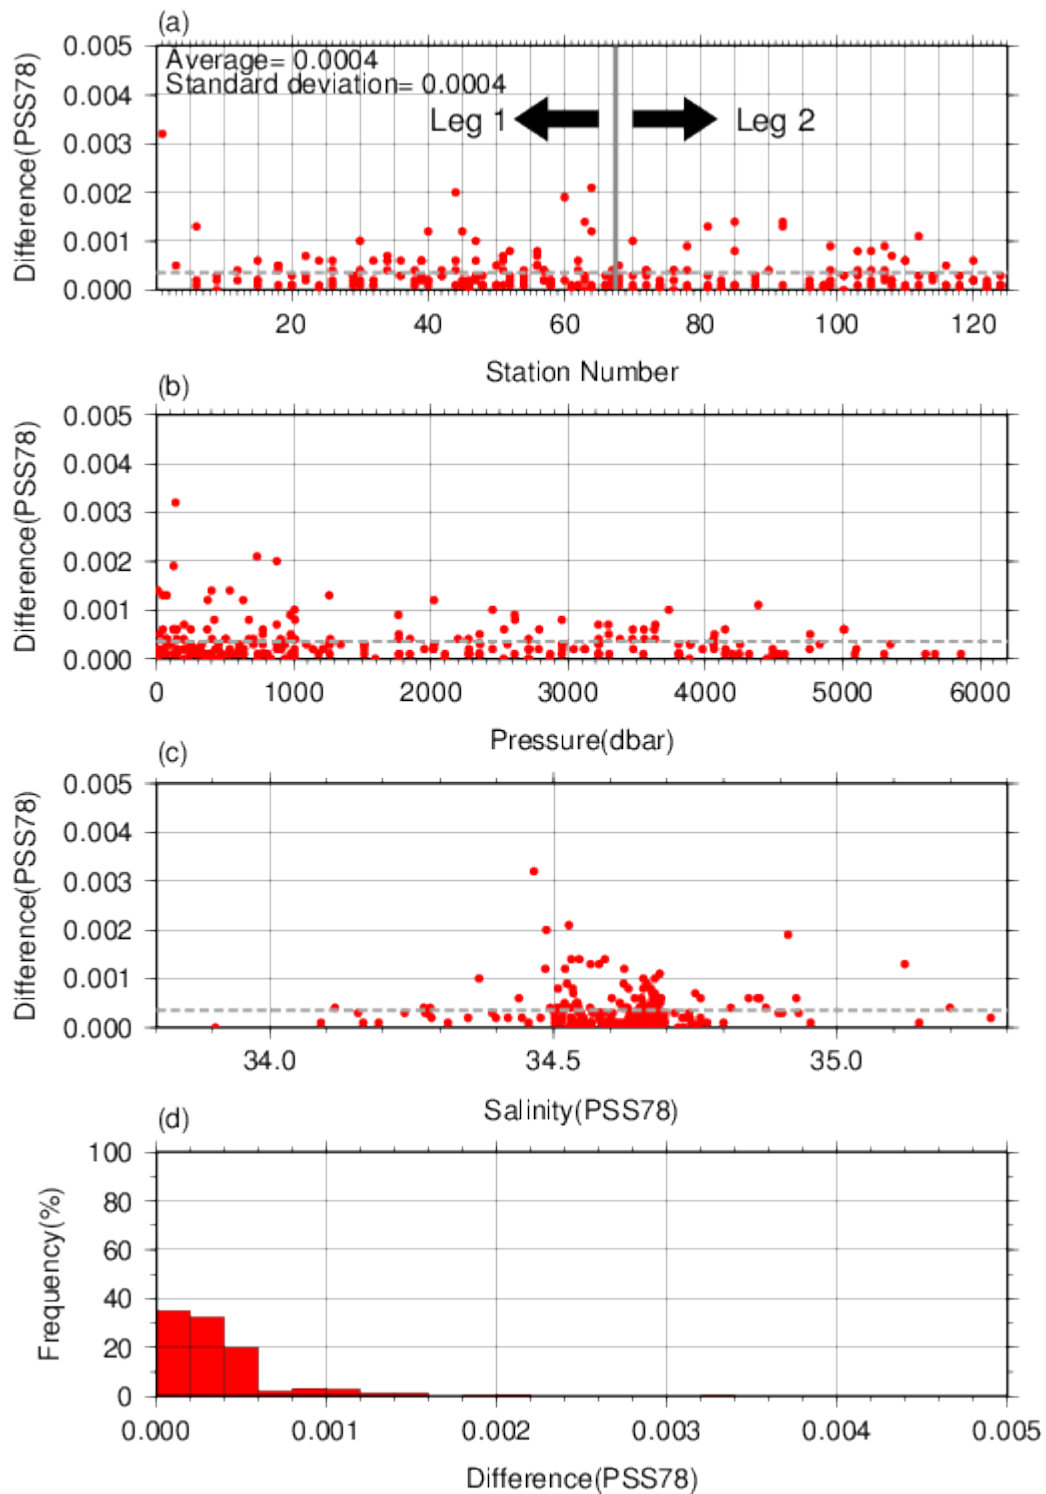 (a)
Difference(PSS78)
0.005
0.004
0.003
0.002
0.001
0.000
Average= 0.0004
Standard deviation= 0.0004
Leg 1
Leg 2
20
40
60
80
100
120
Station Number
(b)
Difference(PSS78)
0.005
0.004
0.003
0.002
0.001
0.000
0
1000
2000
3000
4000
5000
6000
Pressure(dbar)
(c)
Difference(PSS78)
0.005
0.004
0.003
0.002
0.001
0.000
34.0
34.5
35.0
Salinity(PSS78)
(d)
Frequency(%)
100
80
60
40
20
0
0.000
0.001
0.002
0.003
0.004
0.005
Difference(PSS78)